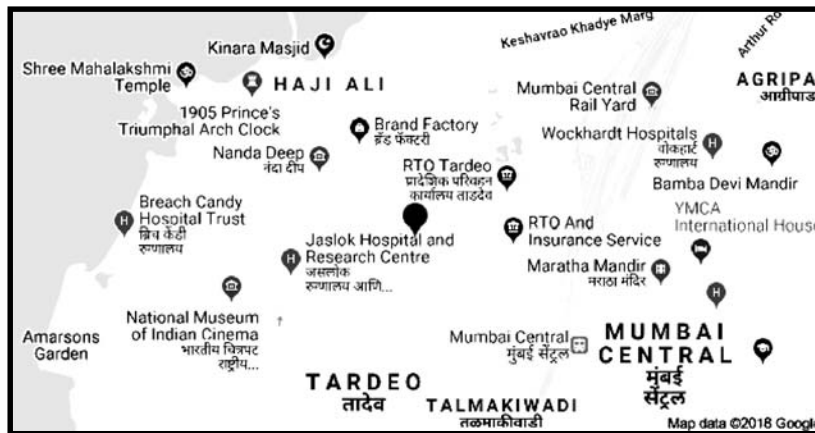 Keshavrao Khadye Marg
Arthur Ro
Kinara Masjid
Shree Mahalakshmi
Temple
HAJI ALI
AGRIPA
आग्रीपाड
Mumbai Central
Rail Yard
1905 Prince's
Triumphal Arch Clock
Brand Factory
ब्रँड फॅक्टरी
Wockhardt Hospitals
वोकहार्ट
रुग्णालय
Nanda Deep
नंदा दीप
RTO Tardeo
प्रादेशिक परिवहन
कार्यालय ताडदेव
Bamba Devi Mandir
Breach Candy
Hospital Trust
ब्रिच कॅंडी
रुग्णालय
YMCA
International House
RTO And
Insurance Service
Jaslok Hospital and
Research Centre
जसलोक
रुग्णालय आणि...
Maratha Mandir
मराठा मंदिर
National Museum
of Indian Cinema
भारतीय चित्रपट
राष्ट्रीय...
Amarsons
Garden
Mumbai Central
मुंबई सेंट्रल
MUMBAI
CENTRAL
मुंबई
सेंट्रल
TARDEO
तादेव
TALMAKIWADI
तळमाकीवाडी
Map data ©2018 Google